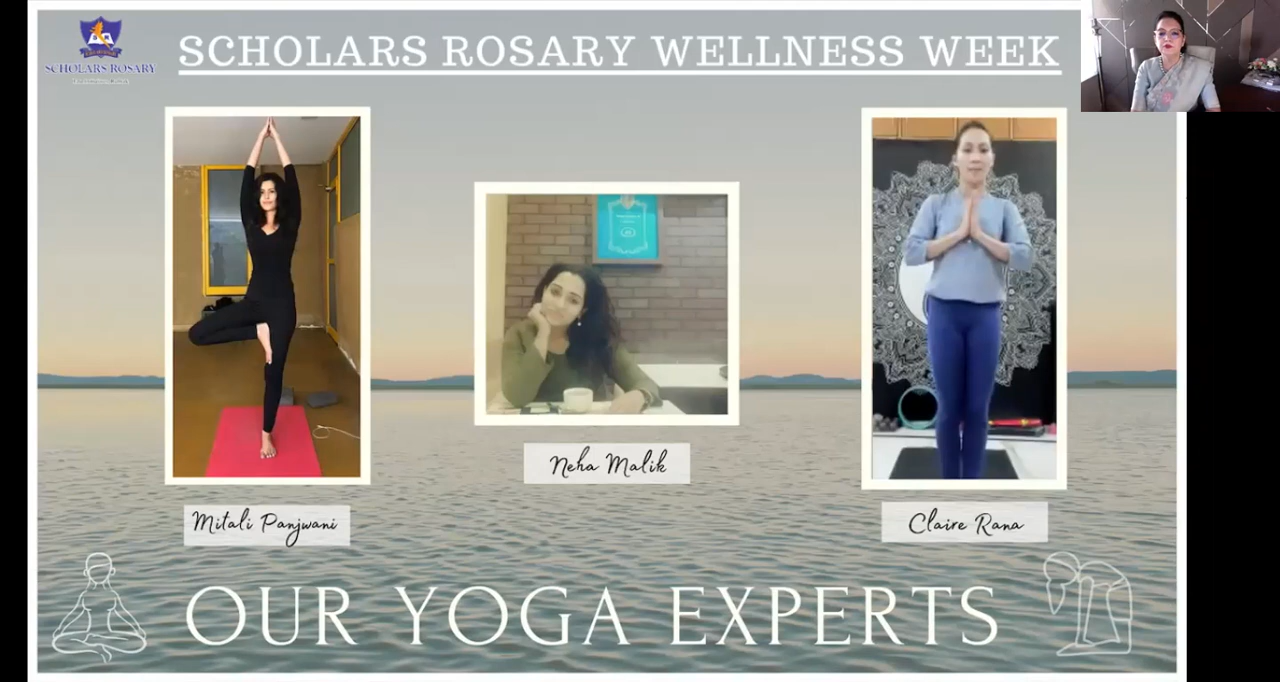 SCHOLARS ROSARY
SCHOLARS ROSARY WELLNESS WEEK
Neha Malik
Mitali Panjwani
Claire Rana
OUR YOGA EXPERTS